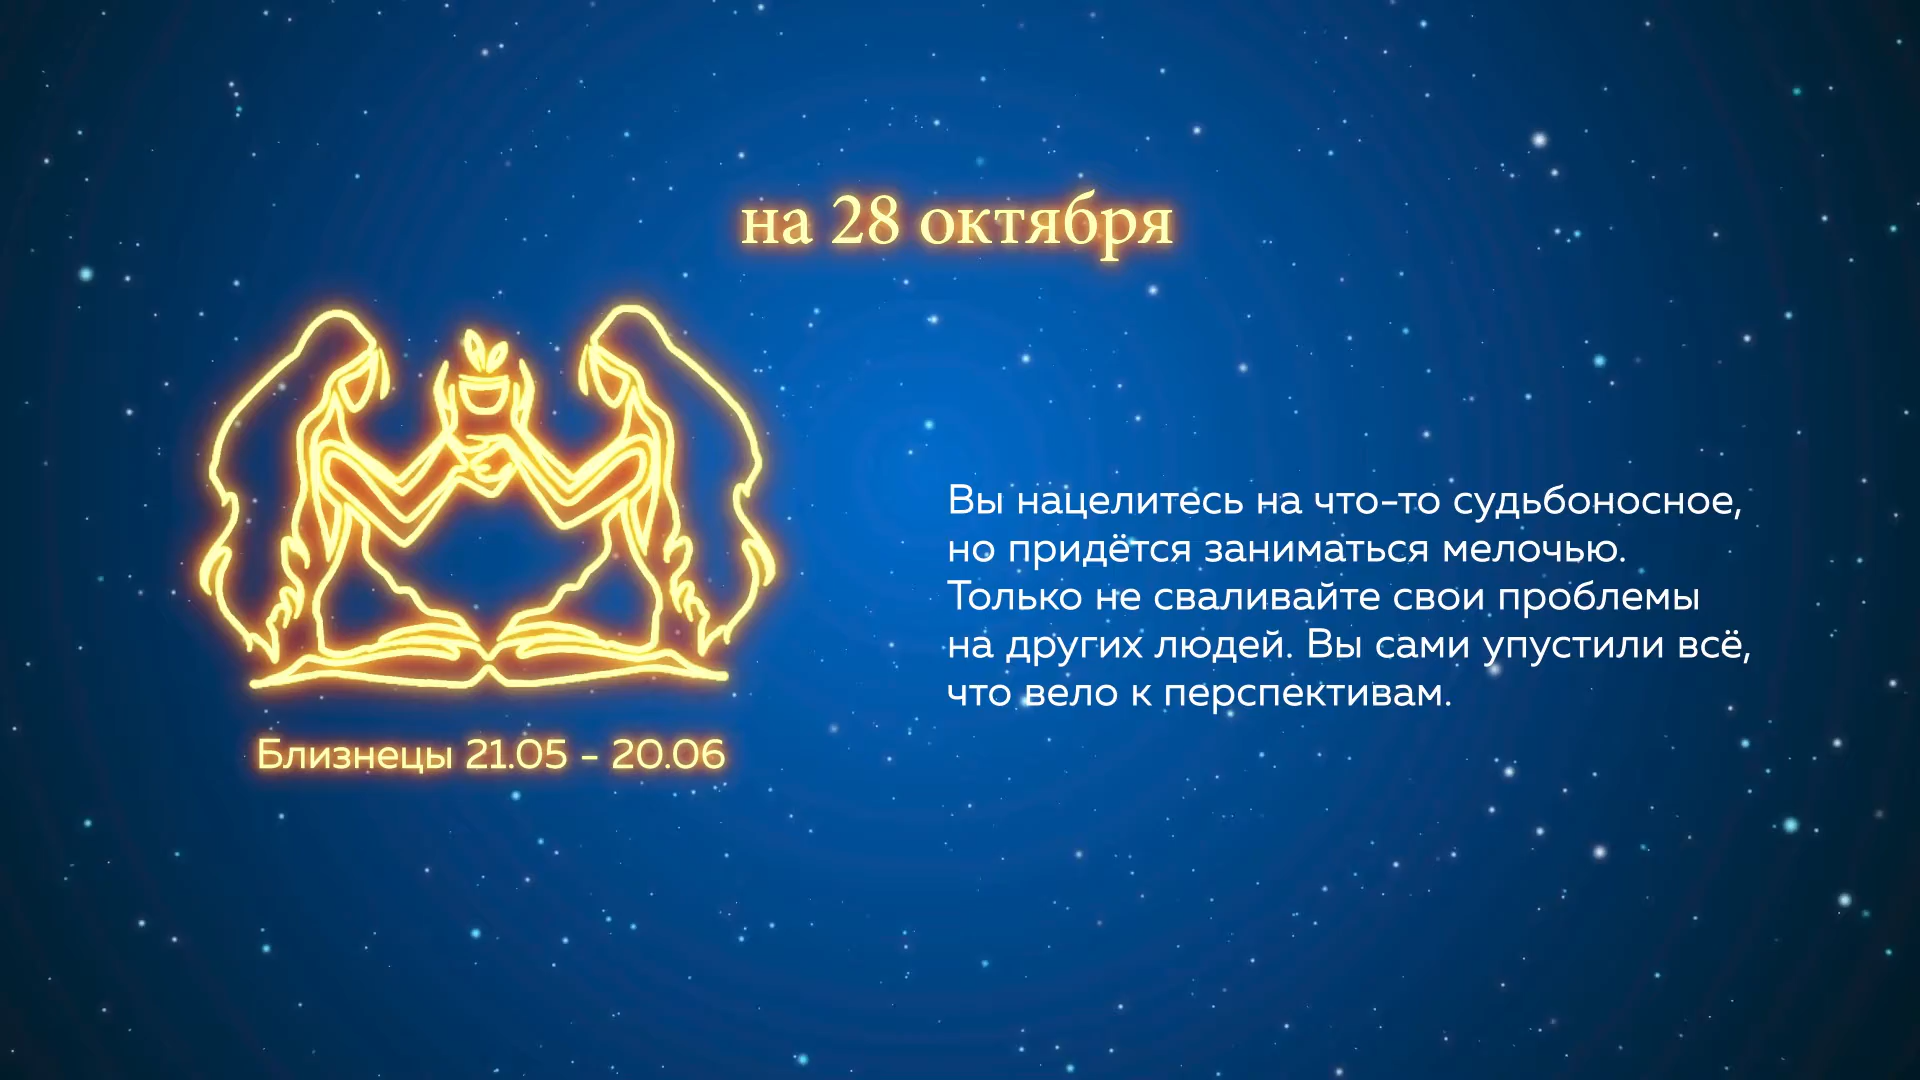 на 28 октября
Вы нацелитесь на что-то судьбоносное,
но придётся заниматься мелочью.
Только не сваливайте свои проблемы
на других людей. Вы сами упустили всё,
что вело к перспективам.
Близнецы 21.05 - 20.06